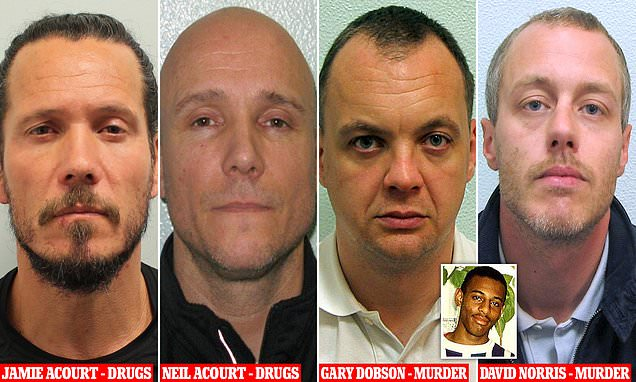 JAMIE ACOURT - DRUGS
NEIL ACOURT - DRUGS
GARY DOBSON - MURDER
DAVID NORRIS - MURDER